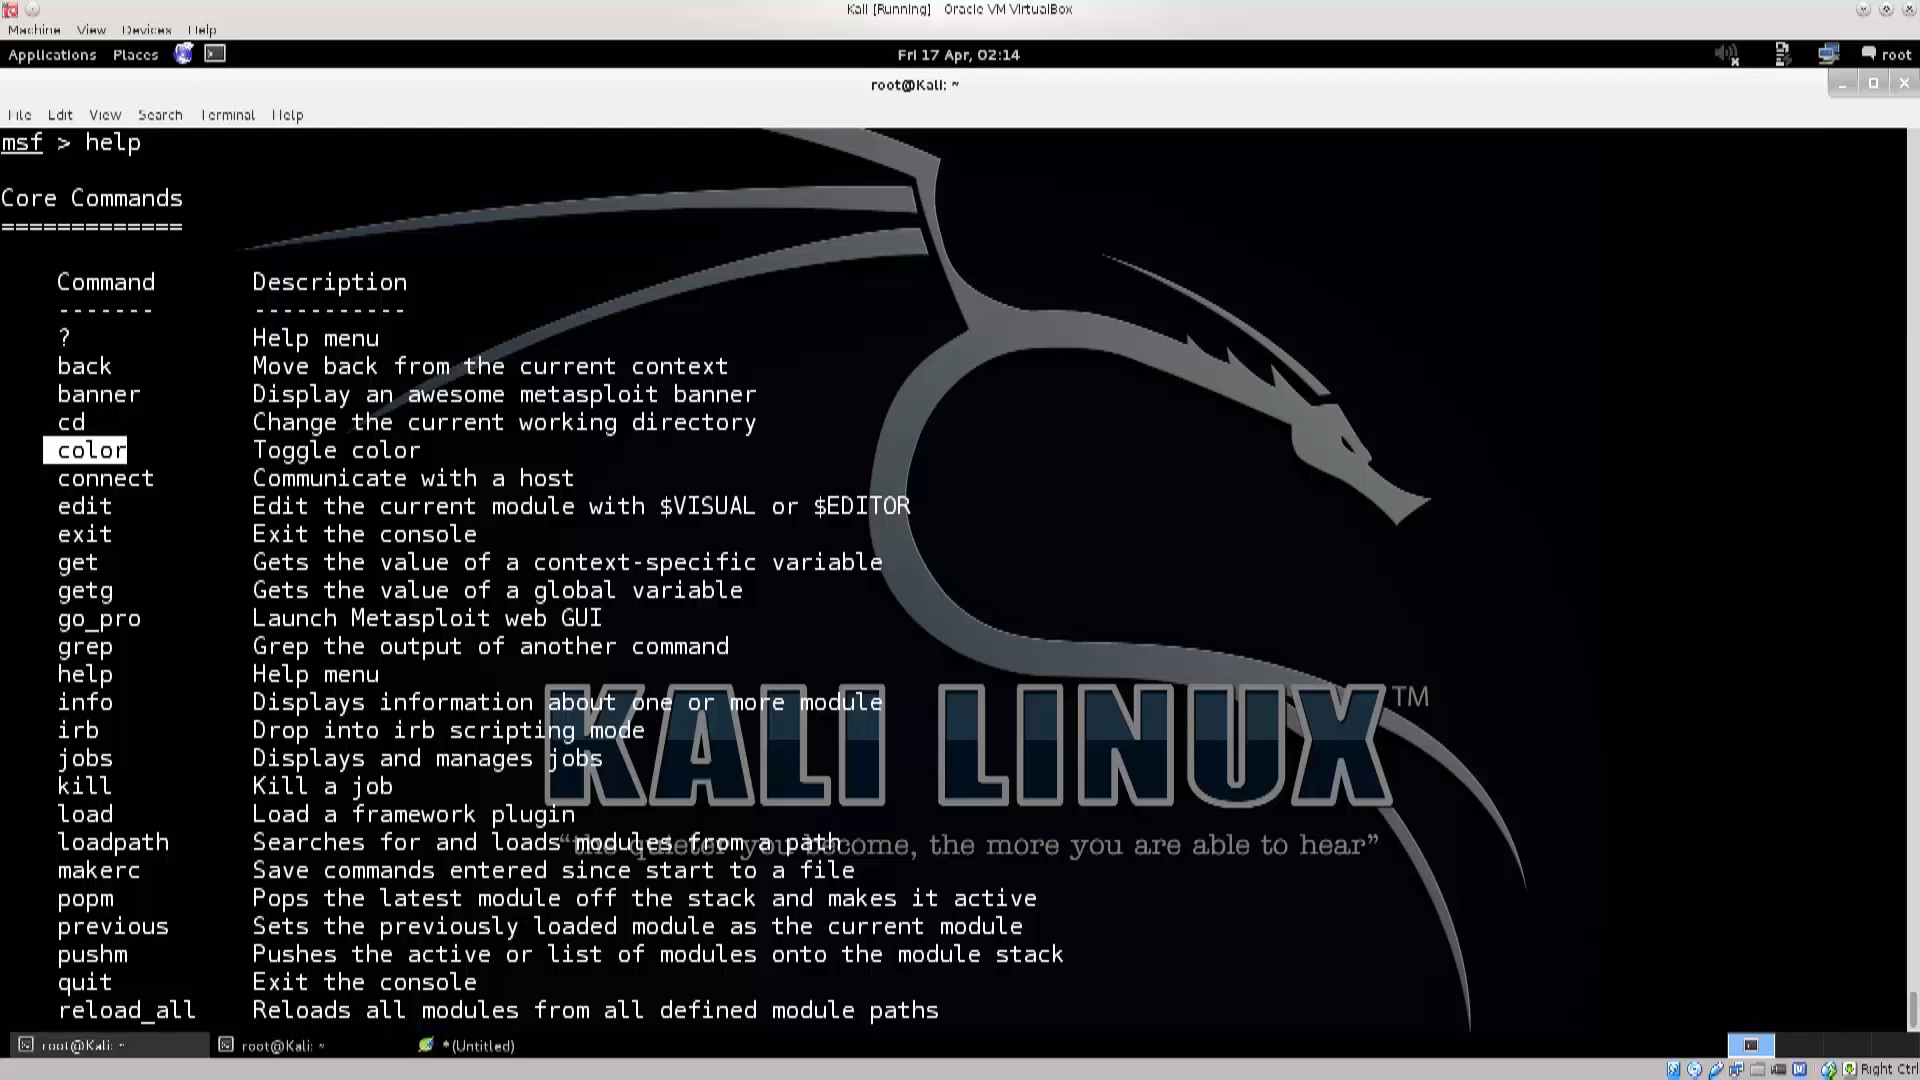 Kali [Running] - Oracle VM VirtualBox
Machine View Devices Help
Applications Places Fri 17 Apr, 02:14 root
root@Kali: ~
File Edit View Search Terminal Help
msf > help
Core Commands
=============
Command Description
------- -----------
? Help menu
back Move back from the current context
banner Display an awesome metasploit banner
cd Change the current working directory
color Toggle color
connect Communicate with a host
edit Edit the current module with $VISUAL or $EDITOR
exit Exit the console
get Gets the value of a context-specific variable
getg Gets the value of a global variable
go_pro Launch Metasploit web GUI
grep Grep the output of another command
help Help menu
info Displays information about one or more module
irb Drop into irb scripting mode
jobs Displays and manages jobs
kill Kill a job
load Load a framework plugin
loadpath Searches for and loads modules from a path
makerc Save commands entered since start to a file
popm Pops the latest module off the stack and makes it active
previous Sets the previously loaded module as the current module
pushm Pushes the active or list of modules onto the module stack
quit Exit the console
reload_all Reloads all modules from all defined module paths
KALI LINUX™
“the quieter you become, the more you are able to hear”
root@Kali: ~ root@Kali: ~ *(Untitled)
Right Ctrl